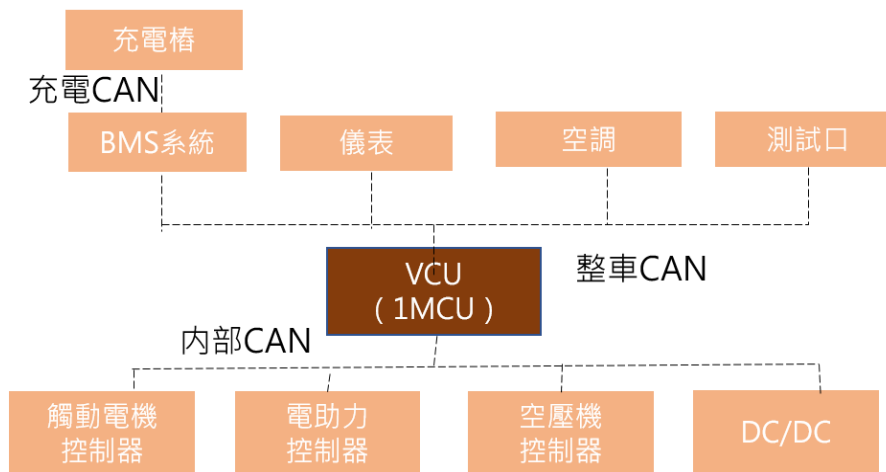 充電樁
充電CAN
BMS系統
儀表
空調
測試口
VCU
（1MCU）
整車CAN
內部CAN
觸動電機
控制器
電助力
控制器
空壓機
控制器
DC/DC